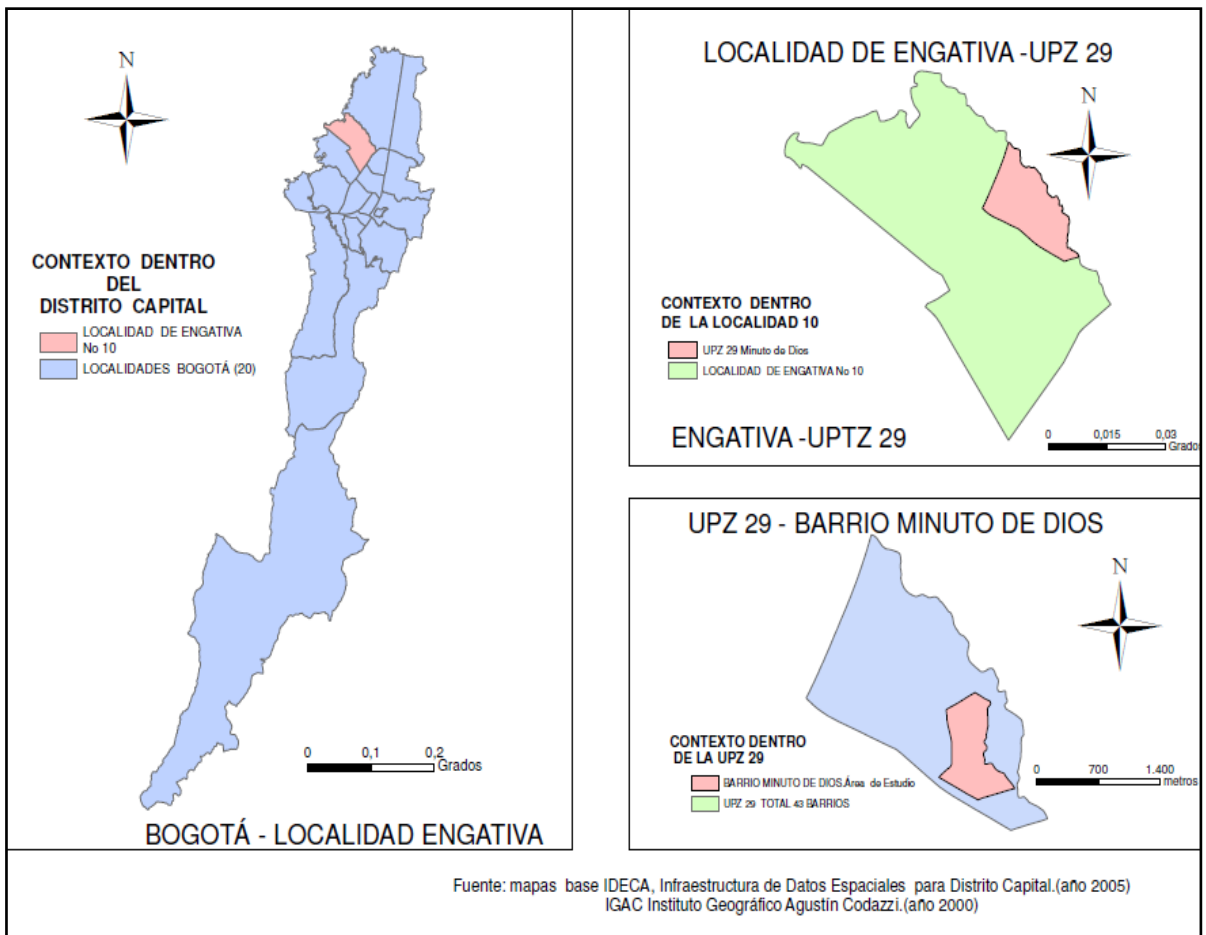 N
CONTEXTO DENTRO
DEL
DISTRITO CAPITAL
LOCALIDAD DE ENGATIVA
No 10
LOCALIDADES BOGOTÁ (20)
0 0,1 0,2
Grados
BOGOTÁ - LOCALIDAD ENGATIVA
LOCALIDAD DE ENGATIVA -UPZ 29
N
CONTEXTO DENTRO
DE LA LOCALIDAD 10
UPZ 29 Minuto de Dios
LOCALIDAD DE ENGATIVA No 10
ENGATIVA -UPTZ 29
0 0,015 0,03
Grados
UPZ 29 - BARRIO MINUTO DE DIOS
N
CONTEXTO DENTRO
DE LA UPZ 29
BARRIO MINUTO DE DIOS.Área de Estudio
UPZ 29 TOTAL 43 BARRIOS
0 700 1.400
metros
Fuente: mapas base IDECA, Infraestructura de Datos Espaciales para Distrito Capital.(año 2005)
IGAC Instituto Geográfico Agustín Codazzi.(año 2000)